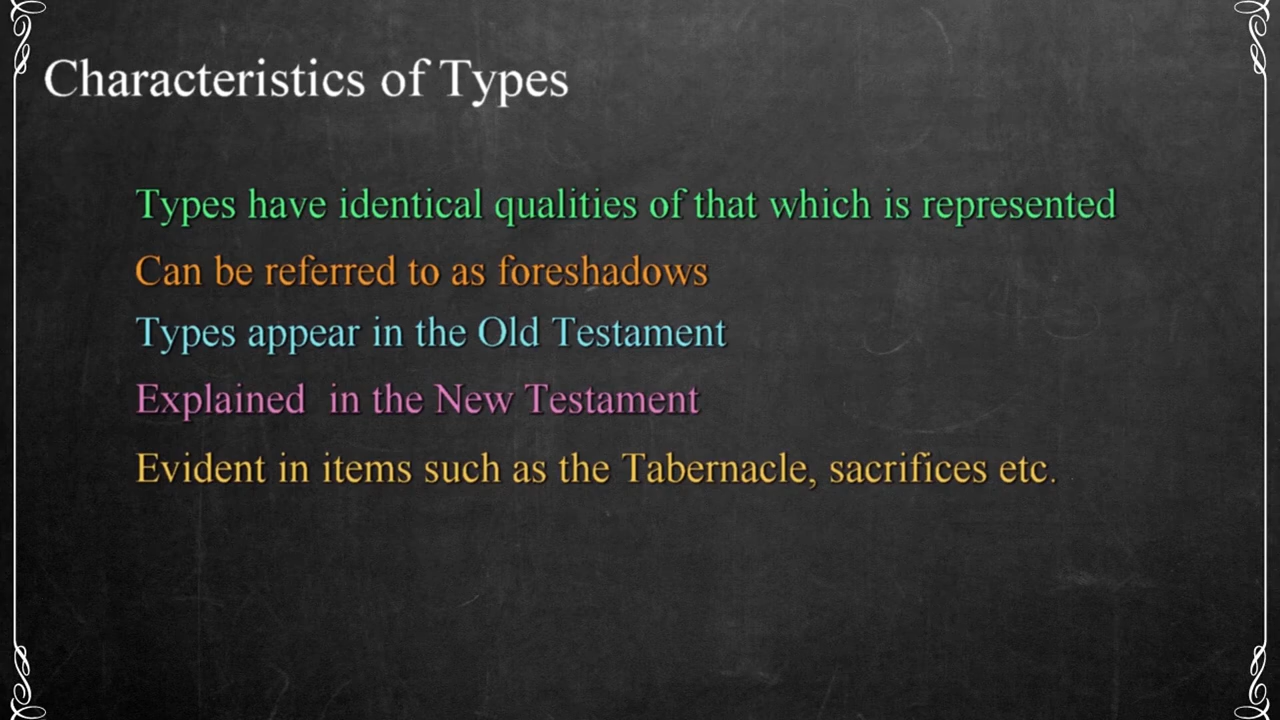 Characteristics of Types
Types have identical qualities of that which is represented
Can be referred to as foreshadows
Types appear in the Old Testament
Explained  in the New Testament
Evident in items such as the Tabernacle, sacrifices etc.